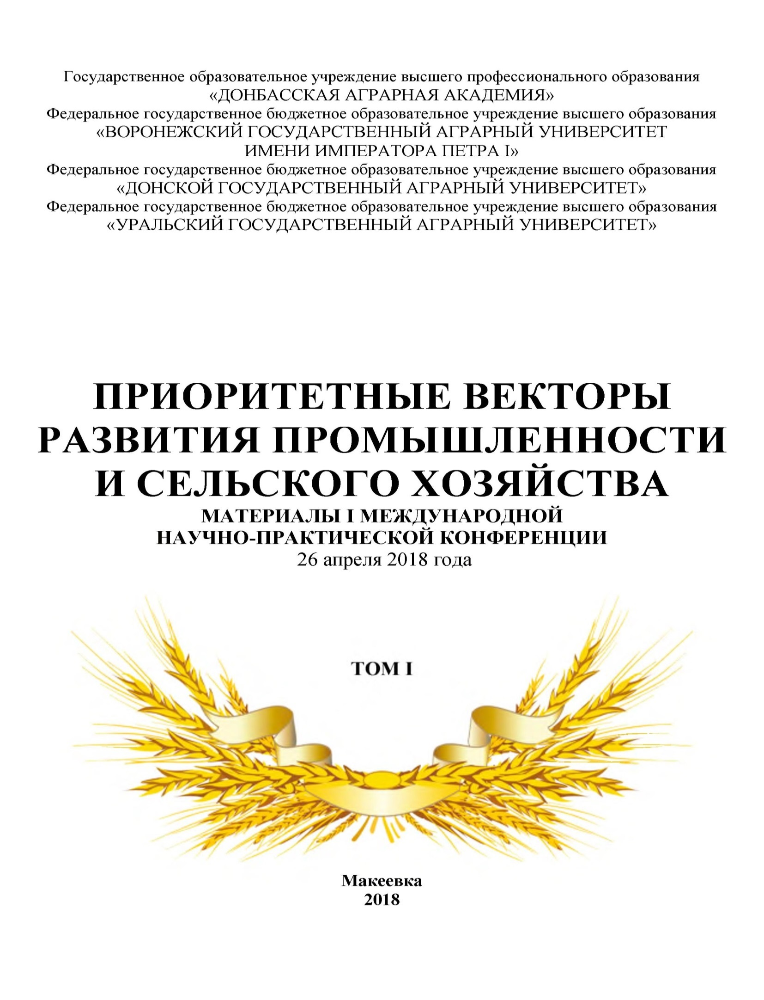 Государственное образовательное учреждение высшего профессионального образования
«ДОНБАССКАЯ АГРАРНАЯ АКАДЕМИЯ»
Федеральное государственное бюджетное образовательное учреждение высшего образования
«ВОРОНЕЖСКИЙ ГОСУДАРСТВЕННЫЙ АГРАРНЫЙ УНИВЕРСИТЕТ
ИМЕНИ ИМПЕРАТОРА ПЕТРА I»
Федеральное государственное бюджетное образовательное учреждение высшего образования
«ДОНСКОЙ ГОСУДАРСТВЕННЫЙ АГРАРНЫЙ УНИВЕРСИТЕТ»
Федеральное государственное бюджетное образовательное учреждение высшего образования
«УРАЛЬСКИЙ ГОСУДАРСТВЕННЫЙ АГРАРНЫЙ УНИВЕРСИТЕТ»
ПРИОРИТЕТНЫЕ ВЕКТОРЫ
РАЗВИТИЯ ПРОМЫШЛЕННОСТИ
И СЕЛЬСКОГО ХОЗЯЙСТВА
МАТЕРИАЛЫ I МЕЖДУНАРОДНОЙ
НАУЧНО-ПРАКТИЧЕСКОЙ КОНФЕРЕНЦИИ
26 апреля 2018 года
ТОМ I
Макеевка
2018